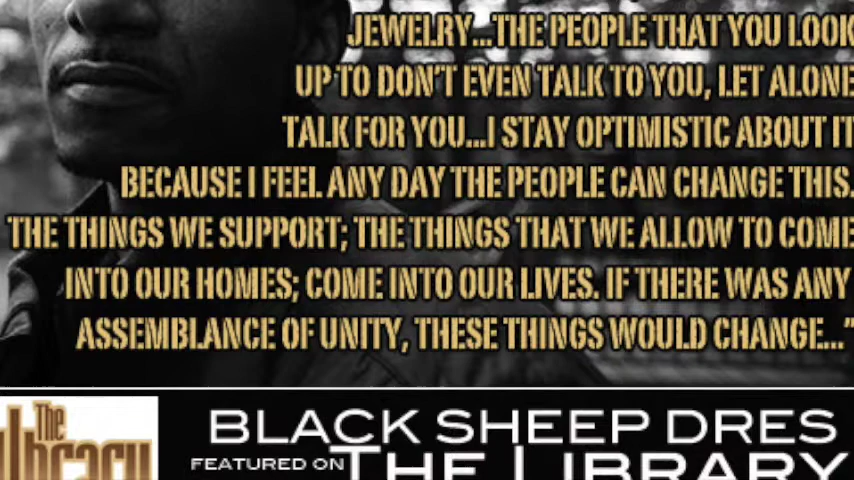 JEWELRY...THE PEOPLE THAT YOU LOOK
UP TO DON'T EVEN TALK TO YOU, LET ALONE
TALK FOR YOU...I STAY OPTIMISTIC ABOUT IT
BECAUSE I FEEL ANY DAY THE PEOPLE CAN CHANGE THIS.
THE THINGS WE SUPPORT; THE THINGS THAT WE ALLOW TO COME
INTO OUR HOMES; COME INTO OUR LIVES. IF THERE WAS ANY
ASSEMBLANCE OF UNITY, THESE THINGS WOULD CHANGE..."
The
Library
BLACK SHEEP DRES
FEATURED ON THE LIBRARY